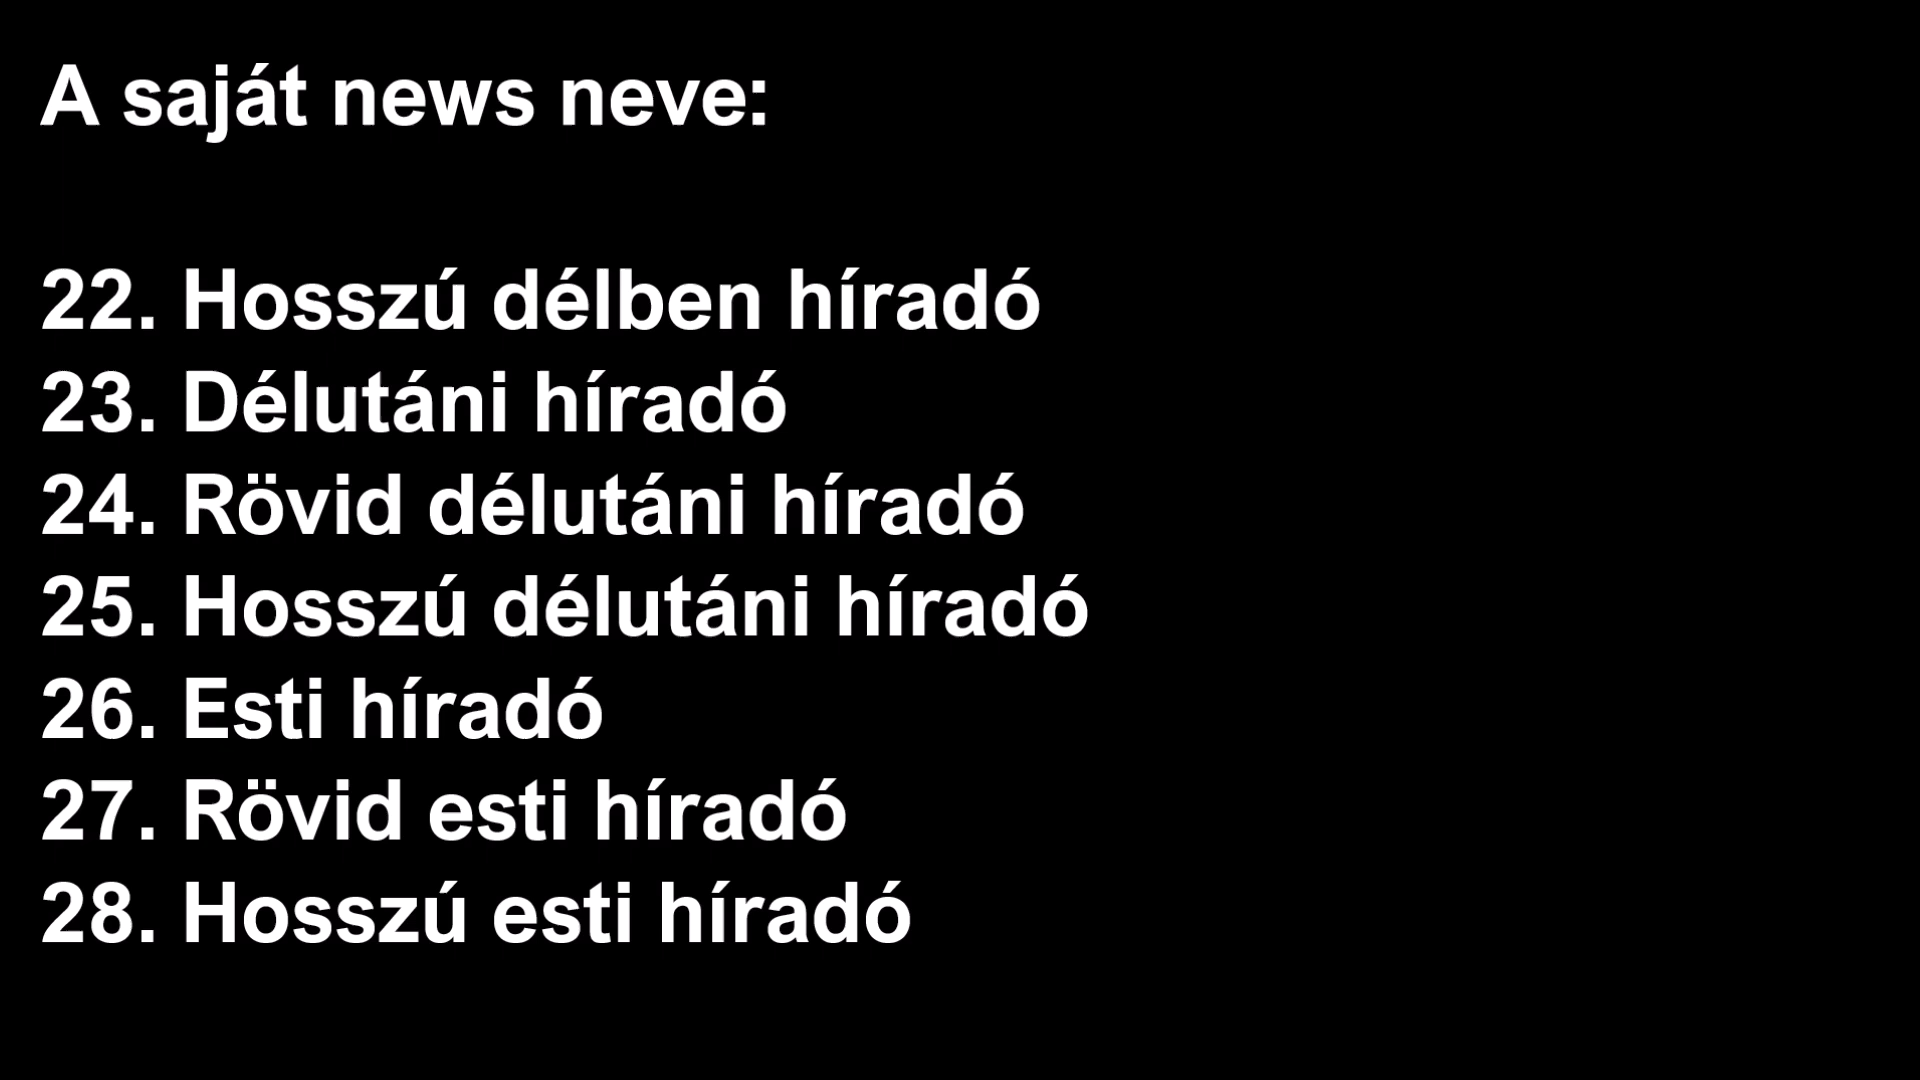 A saját news neve:
22. Hosszú délben híradó
23. Délutáni híradó
24. Rövid délutáni híradó
25. Hosszú délutáni híradó
26. Esti híradó
27. Rövid esti híradó
28. Hosszú esti híradó